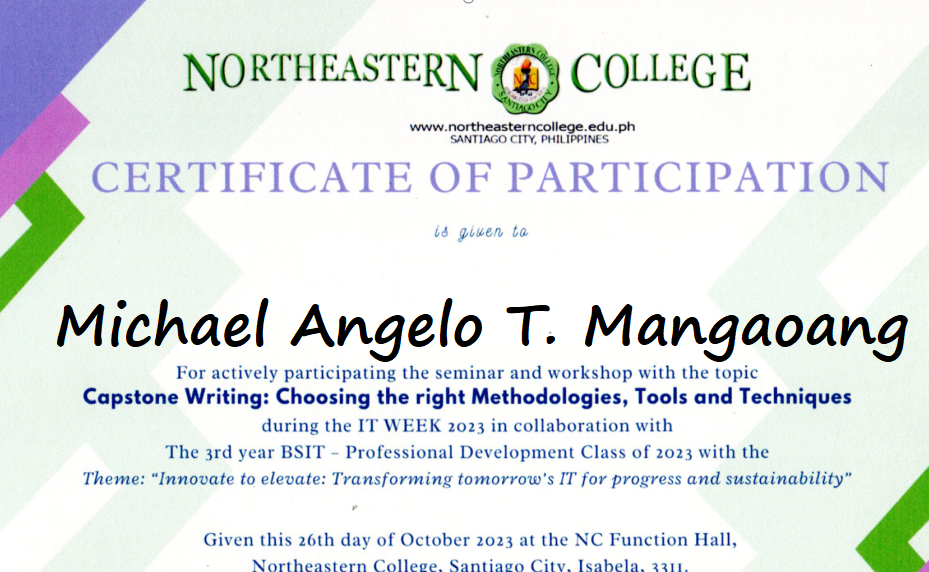 NORTHEASTERN COLLEGE
NORTHEASTERN COLLEGE
SANTIAGO CITY
www.northeasterncollege.edu.ph
SANTIAGO CITY, PHILIPPINES
CERTIFICATE OF PARTICIPATION
is given to
Michael Angelo T. Mangaoang
For actively participating the seminar and workshop with the topic
Capstone Writing: Choosing the right Methodologies, Tools and Techniques
during the IT WEEK 2023 in collaboration with
The 3rd year BSIT – Professional Development Class of 2023 with the
Theme: “Innovate to elevate: Transforming tomorrow’s IT for progress and sustainability”
Given this 26th day of October 2023 at the NC Function Hall,
Northeastern College, Santiago City, Isabela, 3311.